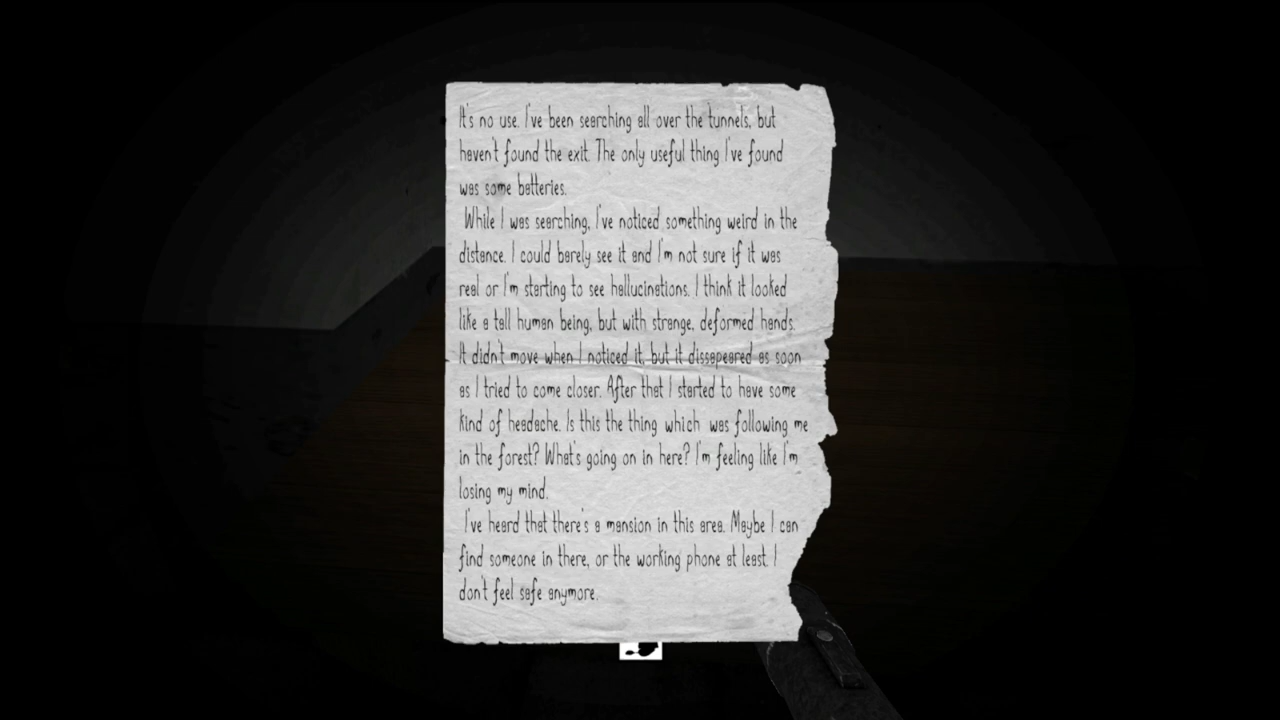 It's no use. I've been searching all over the tunnels, but
haven't found the exit. The only useful thing I've found
was some batteries.
While I was searching, I've noticed something weird in the
distance. I could barely see it and I'm not sure if it was
real or I'm starting to see hallucinations. I think it looked
like a tall human being, but with strange, deformed hands.
It didn't move when I noticed it, but it dissapeared as soon
as I tried to come closer. After that I started to have some
kind of headache. Is this the thing which was following me
in the forest? What's going on in here? I'm feeling like I'm
losing my mind.
I've heard that there's a mansion in this area. Maybe I can
find someone in there, or the working phone at least. I
don't feel safe anymore.